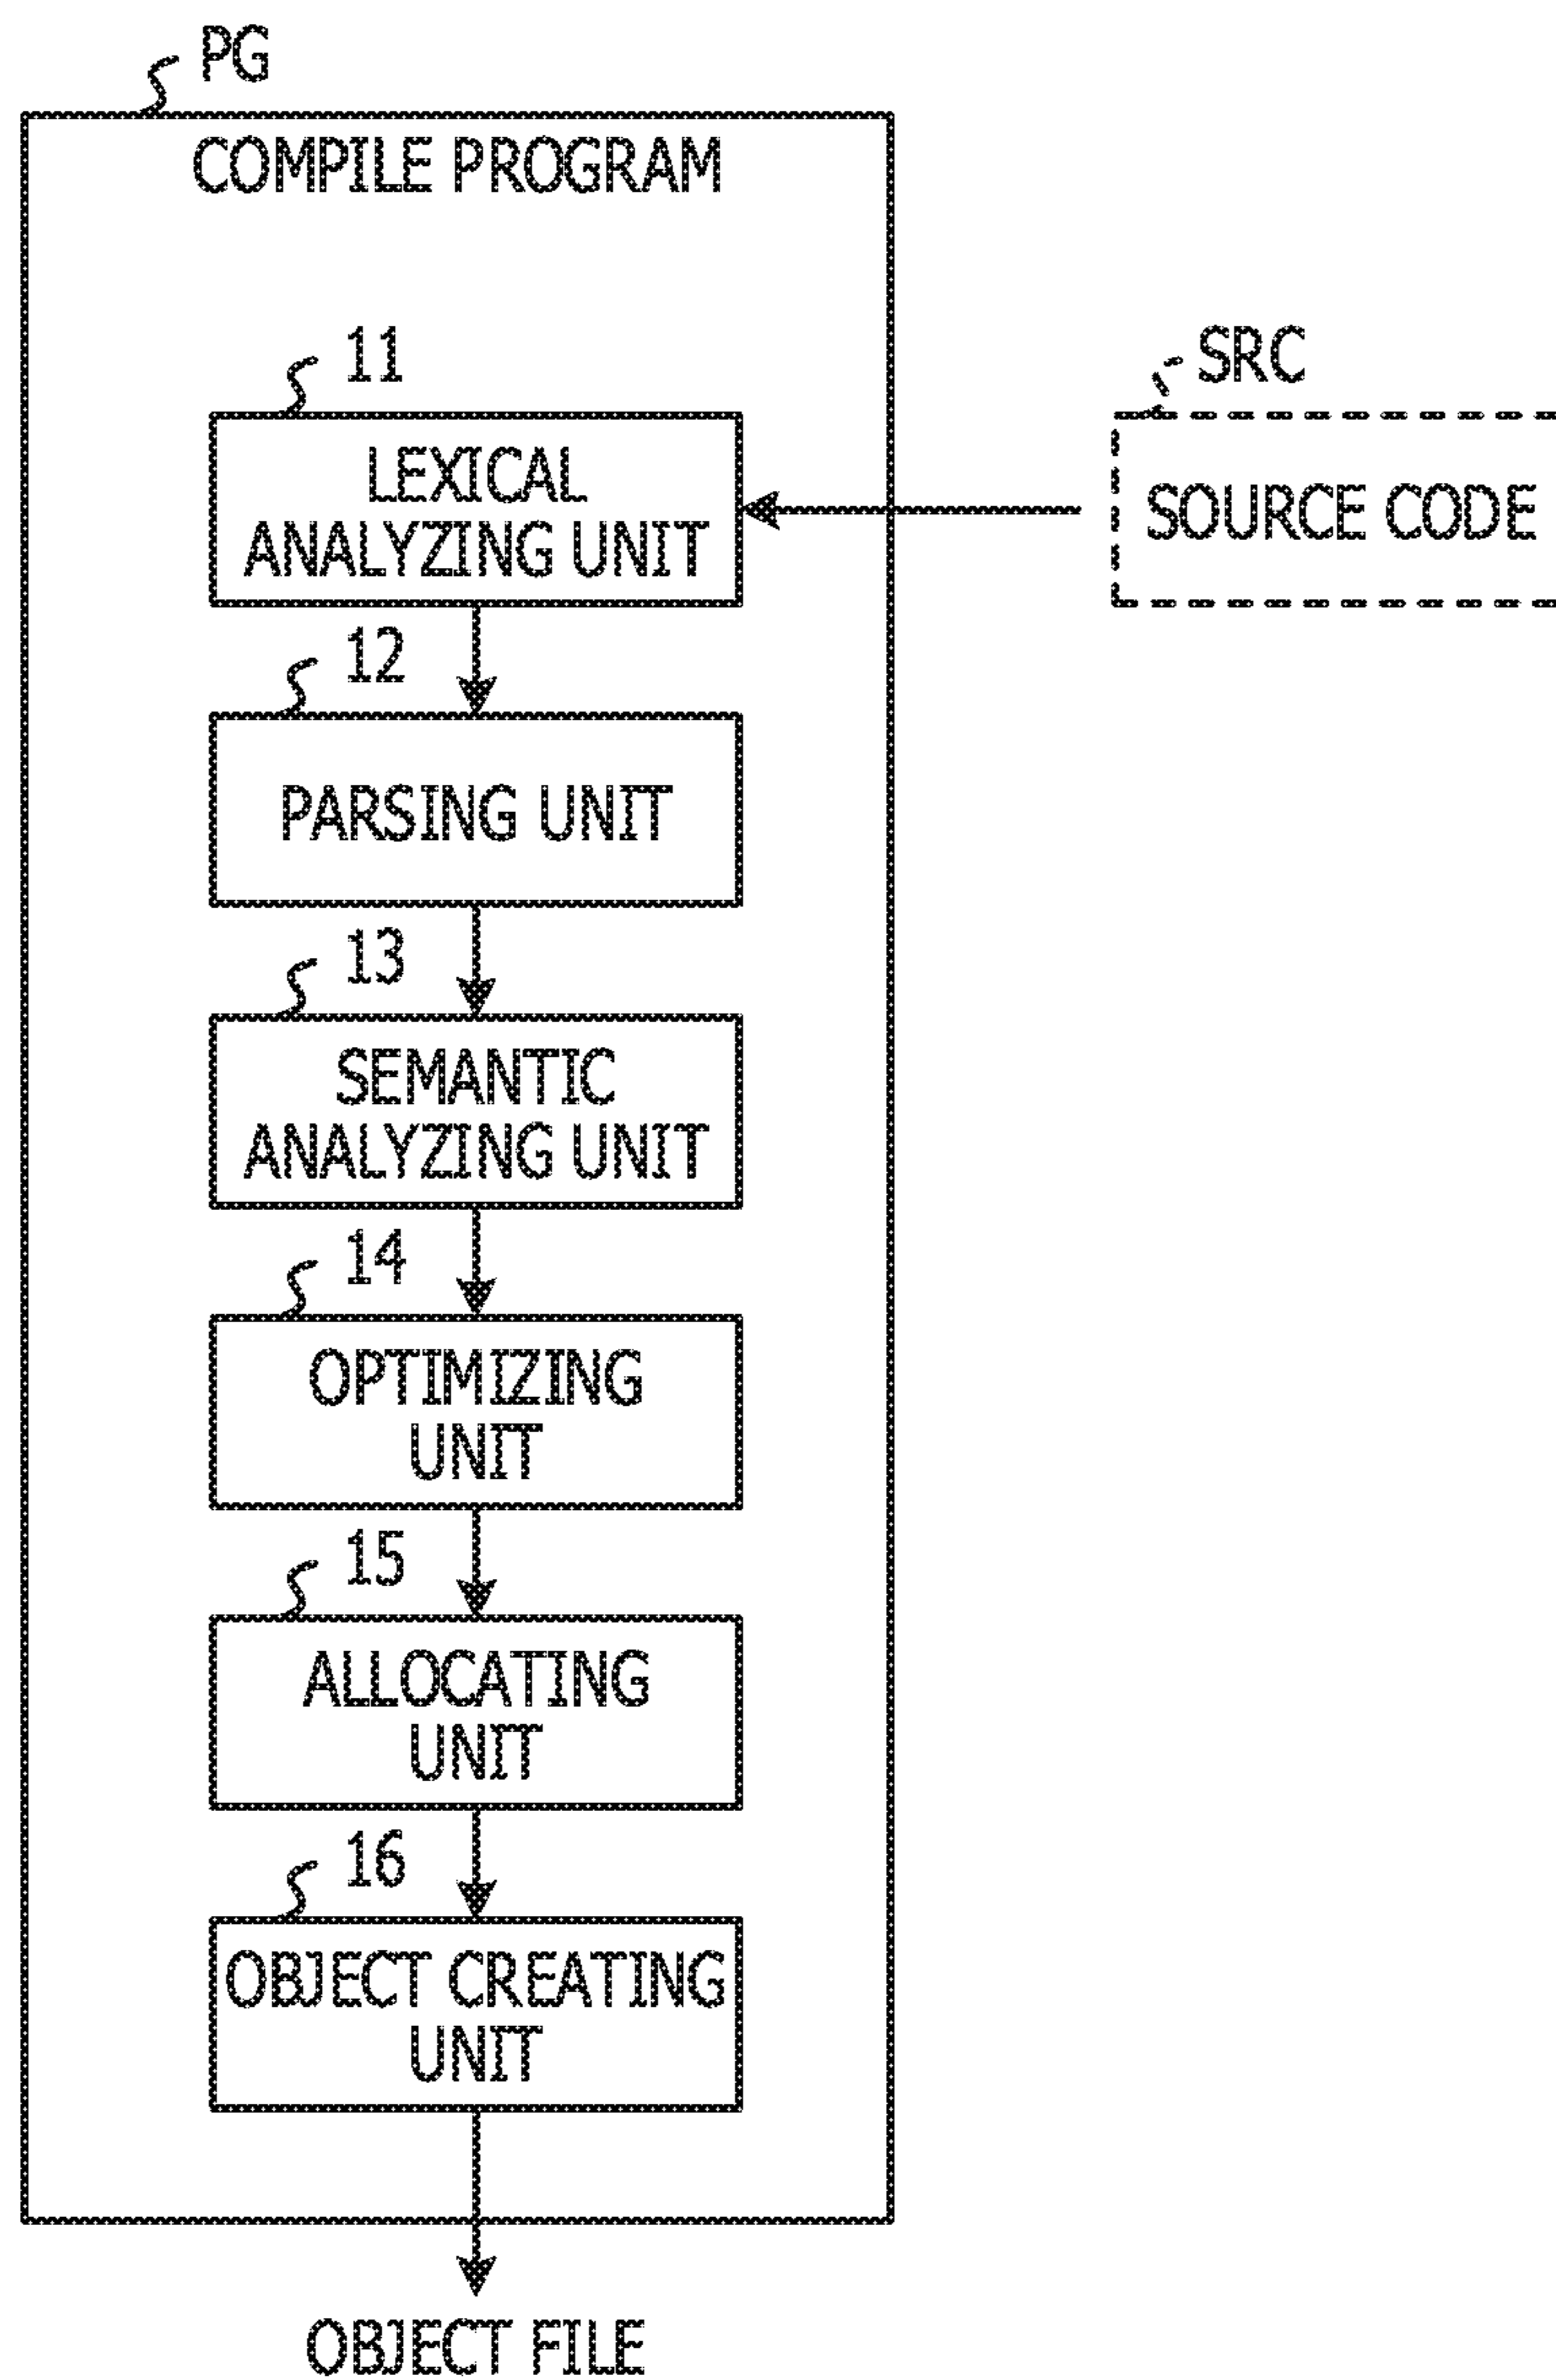 PG
COMPILE PROGRAM
11
SRC
LEXICAL
ANALYZING UNIT
SOURCE CODE
12
PARSING UNIT
13
SEMANTIC
ANALYZING UNIT
14
OPTIMIZING
UNIT
15
ALLOCATING
UNIT
16
OBJECT CREATING
UNIT
OBJECT FILE